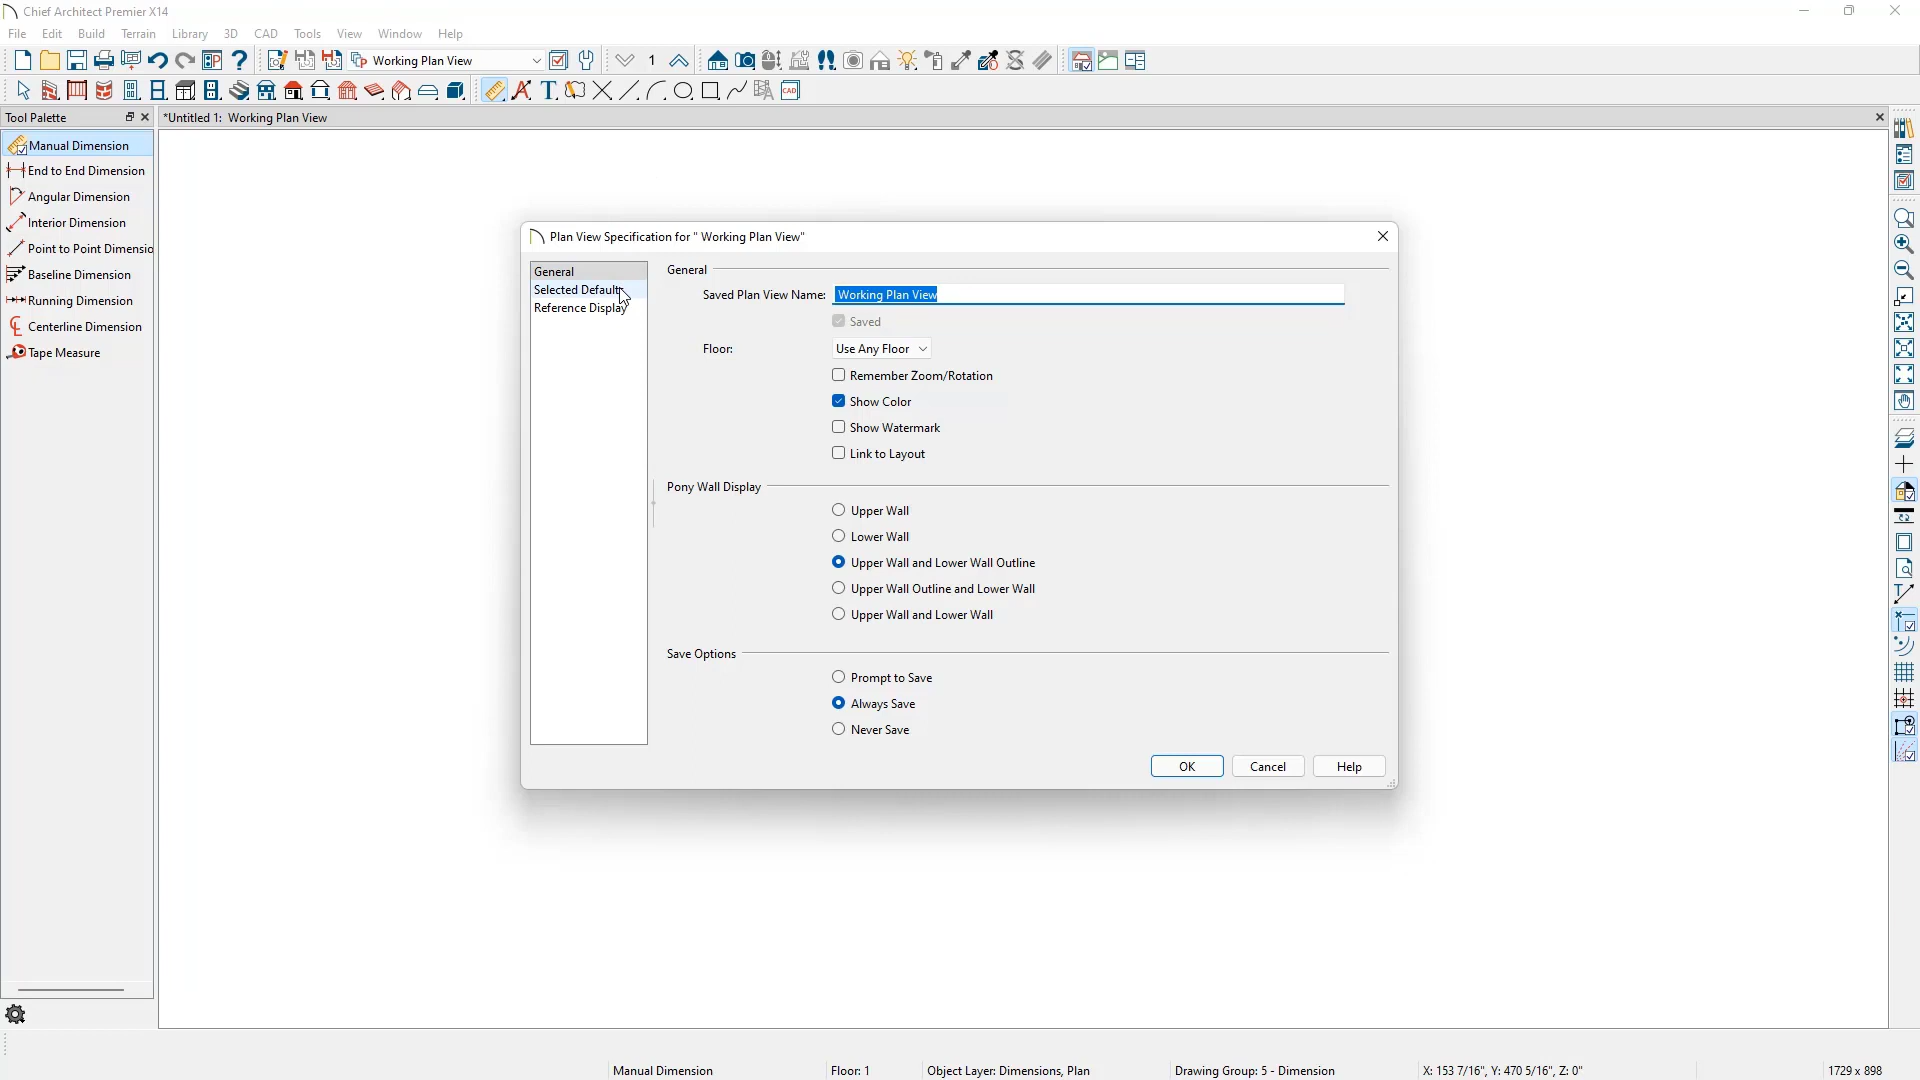 Chief Architect Premier X14
File Edit Build Terrain Library 3D CAD Tools View Window Help
Working Plan View 1
CAD
Tool Palette
*Untitled 1: Working Plan View
Manual Dimension
End to End Dimension
Angular Dimension
Interior Dimension
Point to Point Dimensio
Baseline Dimension
Running Dimension
Centerline Dimension
Tape Measure
Plan View Specification for " Working Plan View"
General
Selected Defaults
Reference Display
General
Saved Plan View Name: Working Plan View
Saved
Floor: Use Any Floor
Remember Zoom/Rotation
Show Color
Show Watermark
Link to Layout
Pony Wall Display
Upper Wall
Lower Wall
Upper Wall and Lower Wall Outline
Upper Wall Outline and Lower Wall
Upper Wall and Lower Wall
Save Options
Prompt to Save
Always Save
Never Save
OK Cancel Help
Manual Dimension Floor: 1 Object Layer: Dimensions, Plan Drawing Group: 5 - Dimension X: 153 7/16", Y: 470 5/16", Z: 0" 1729 x 898